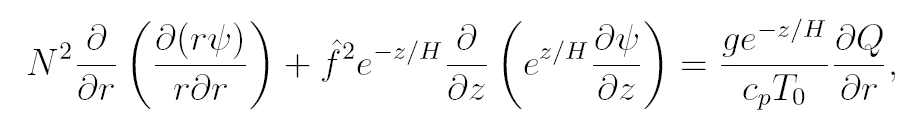 N^2 \frac{\partial}{\partial r} \left( \frac{\partial (r\psi)}{r \partial r} \right) + \hat{f}^2 e^{-z/H} \frac{\partial}{\partial z} \left( e^{z/H} \frac{\partial \psi}{\partial z} \right) = \frac{g e^{-z/H}}{c_p T_0} \frac{\partial Q}{\partial r},